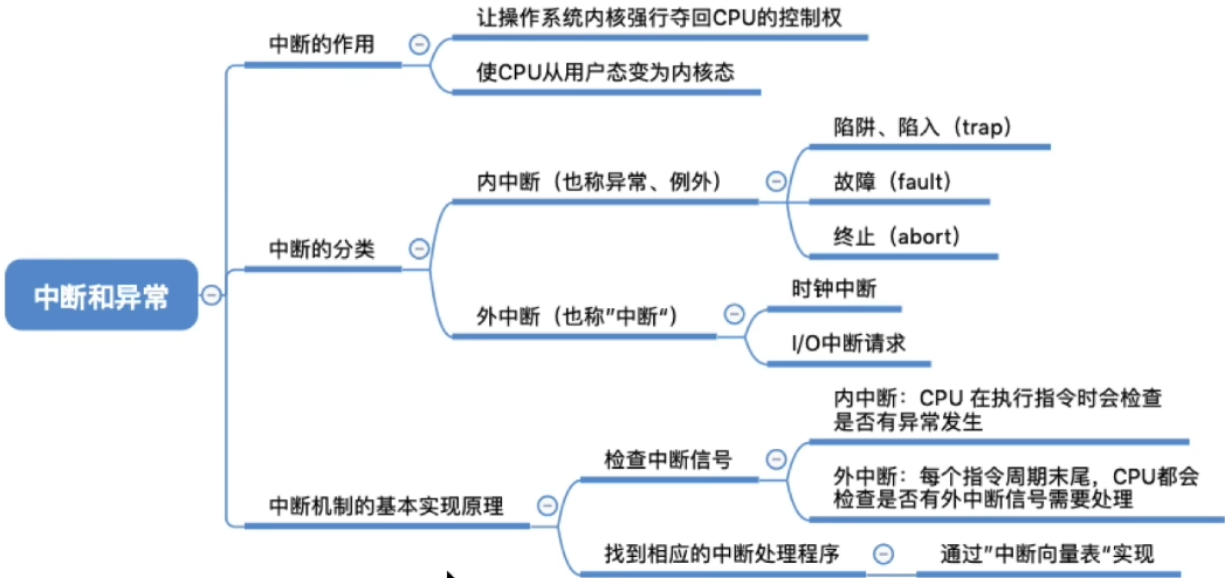 中断和异常
中断的作用
让操作系统内核强行夺回CPU的控制权
使CPU从用户态变为内核态
中断的分类
内中断（也称异常、例外）
陷阱、陷入（trap）
故障（fault）
终止（abort）
外中断（也称”中断“）
时钟中断
I/O中断请求
中断机制的基本实现原理
检查中断信号
内中断：CPU 在执行指令时会检查
是否有异常发生
外中断：每个指令周期末尾，CPU都会
检查是否有外中断信号需要处理
找到相应的中断处理程序
通过”中断向量表“实现